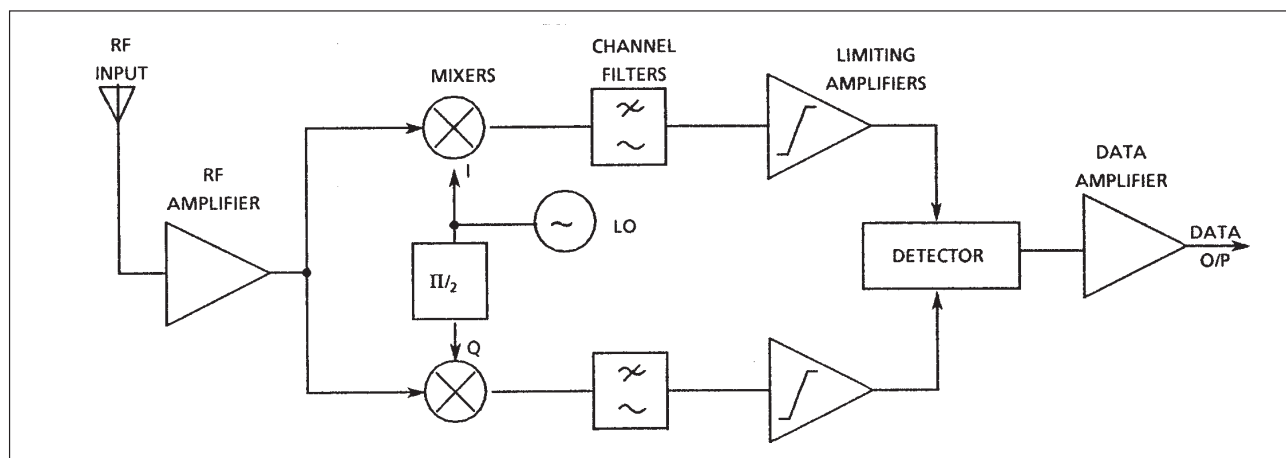 RF
INPUT
RF
AMPLIFIER
MIXERS
I
Π/2
Q
LO
CHANNEL
FILTERS
LIMITING
AMPLIFIERS
DETECTOR
DATA
AMPLIFIER
DATA
O/P